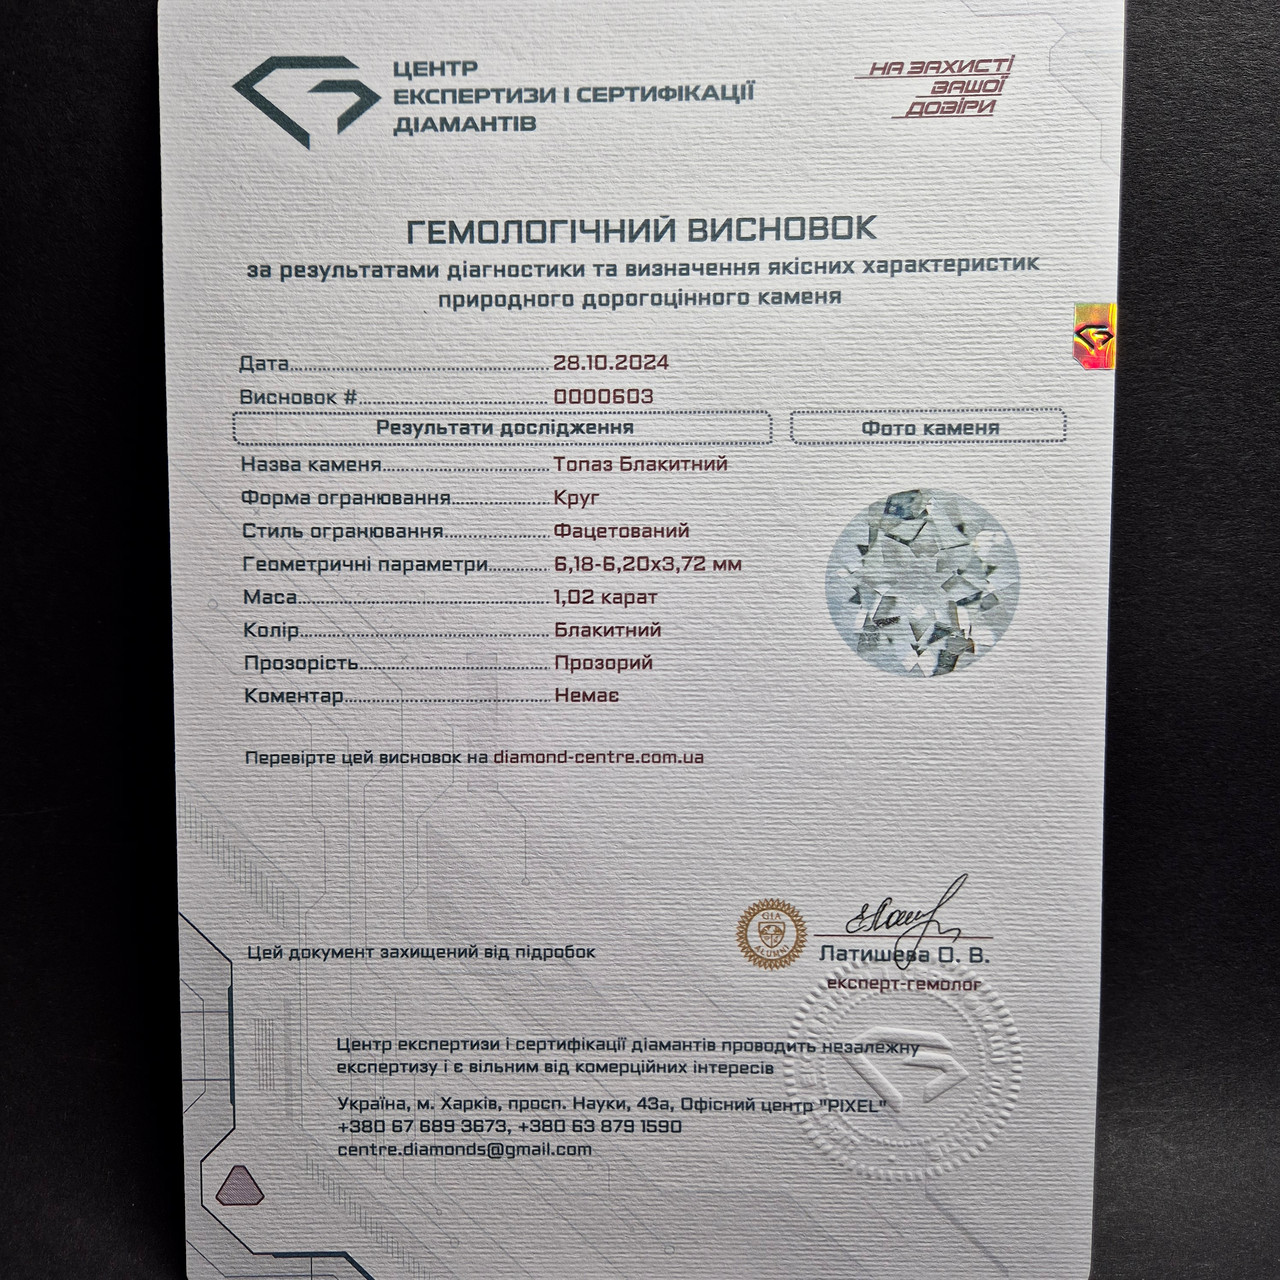 ЦЕНТР
ЕКСПЕРТИЗИ І СЕРТИФІКАЦІЇ
ДІАМАНТІВ
НА ЗАХИСТІ
ВАШОЇ
ДОВІРИ
ГЕМОЛОГІЧНИЙ ВИСНОВОК
за результатами діагностики та визначення якісних характеристик
природного дорогоцінного каменя
Дата 28.10.2024
Висновок # 0000603
Результати дослідження
Фото каменя
Назва каменя Топаз Блакитний
Форма огранювання Круг
Стиль огранювання Фацетований
Геометричні параметри 6,18-6,20x3,72 мм
Маса 1,02 карат
Колір Блакитний
Прозорість Прозорий
Коментар Немає
Перевірте цей висновок на diamond-centre.com.ua
GIA
ALUMNI
Латишева О. В.
експерт-гемолог
Цей документ захищений від підробок
Центр експертизи і сертифікації діамантів проводить незалежну
експертизу і є вільним від комерційних інтересів
Україна, м. Харків, просп. Науки, 43а, Офісний центр "PIXEL"
+380 67 689 3673, +380 63 879 1590
centre.diamonds@gmail.com